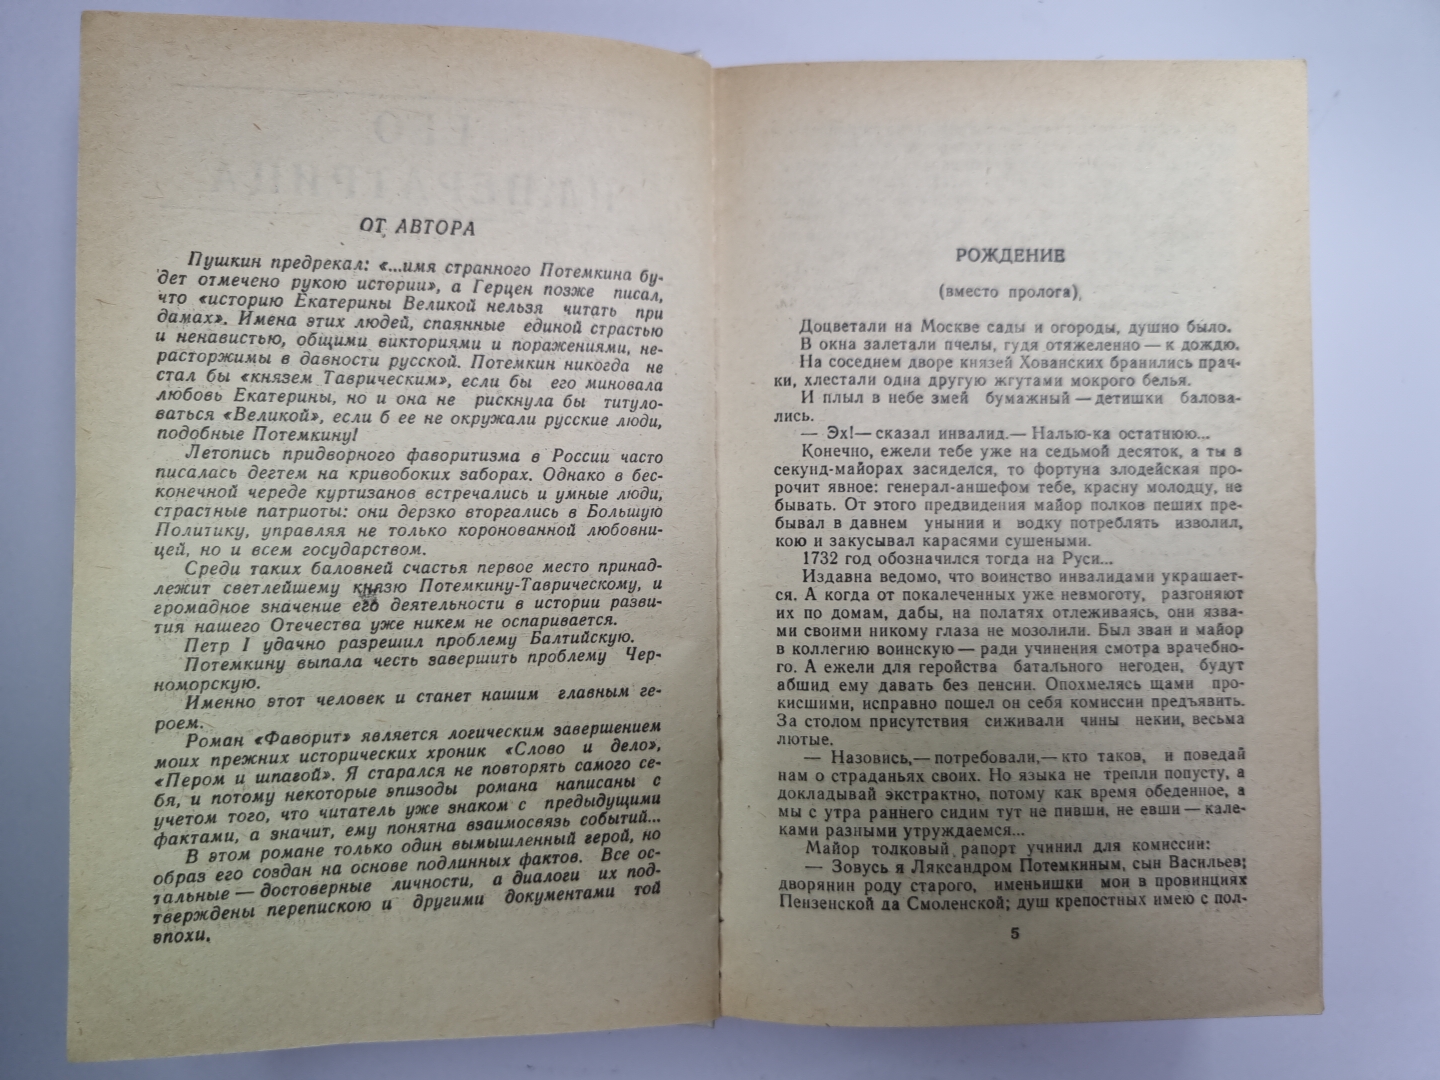 ОТ АВТОРА
Пушкин предрекал: «...имя странного Потемкина бу-
дет отмечено рукою истории», а Герцен позже писал,
что «историю Екатерины Великой нельзя читать при
дамах». Имена этих людей, спаянные единой страстью
и ненавистью, общими викториями и поражениями, не-
расторжимы в давности русской. Потемкин никогда не
стал бы «князем Таврическим», если бы его миновала
любовь Екатерины, но и она не рискнула бы титуло-
ваться «Великой», если б ее не окружали русские люди,
подобные Потемкину!
Летопись придворного фаворитизма в России часто
писалась дегтем на кривобоких заборах. Однако в бес-
конечной череде куртизанов встречались и умные люди,
страстные патриоты: они дерзко вторгались в Большую
Политику, управляя не только коронованной любовни-
цей, но и всем государством.
Среди таких баловней счастья первое место принад-
лежит светлейшему князю Потемкину-Таврическому, и
громадное значение его деятельности в истории разви-
тия нашего Отечества уже никем не оспаривается.
Петр I удачно разрешил проблему Балтийскую.
Потемкину выпала честь завершить проблему Чер-
номорскую.
Именно этот человек и станет нашим главным ге-
роем.
Роман «Фаворит» является логическим завершением
моих прежних исторических хроник «Слово и дело»,
«Пером и шпагой». Я старался не повторять самого се-
бя, и потому некоторые эпизоды романа написаны с
учетом того, что читатель уже знаком с предыдущими
фактами, а значит, ему понятна взаимосвязь событий...
В этом романе только один вымышленный герой, но
образ его создан на основе подлинных фактов. Все ос-
тальные — достоверные личности, а диалоги их под-
тверждены перепискою и другими документами той
эпохи.
РОЖДЕНИЕ
(вместо пролога)
Доцветали на Москве сады и огороды, душно было.
В окна залетали пчелы, гудя отяжеленно — к дождю.
На соседнем дворе князей Хованских бранились прач-
ки, хлестали одна другую жгутами мокрого белья.
И плыл в небе змей бумажный — детишки балова-
лись.
— Эх!— сказал инвалид.— Налью-ка остатнюю...
Конечно, ежели тебе уже на седьмой десяток, а ты в
секунд-майорах засиделся, то фортуна злодейская про-
рочит явное: генерал-аншефом тебе, красну молодцу, не
бывать. От этого предвидения майор полков пеших пре-
бывал в давнем унынии и водку потреблять изволил,
кою и закусывал карасями сушеными.
1732 год обозначился тогда на Руси...
Издавна ведомо, что воинство инвалидами украшает-
ся. А когда от покалеченных уже невмоготу, разгоняют
их по домам, дабы, на полатях отлеживаясь, они язва-
ми своими никому глаза не мозолили. Был зван и майор
в коллегию воинскую — ради учинения смотра врачебно-
го. А ежели для геройства батального негоден, будут
абшид ему давать без пенсии. Опохмелясь щами про-
кисшими, исправно пошел он себя комиссии предъявить.
За столом присутствия сиживали чины некии, весьма
лютые.
— Назовись,— потребовали,— кто таков, и поведай
нам о страданьях своих. Но языка не трепли попусту, а
докладывай экстрактно, потому как время обеденное, а
мы с утра раннего сидим тут не пивши, не евши — кале-
ками разными утруждаемся...
Майор толковый рапорт учинил для комиссии:
— Зовусь я Ляксандром Потемкиным, сын Васильев;
дворянин роду старого, именьишки мои в провинциях
Пензенской да Смоленской; душ крепостных имею с пол-
5